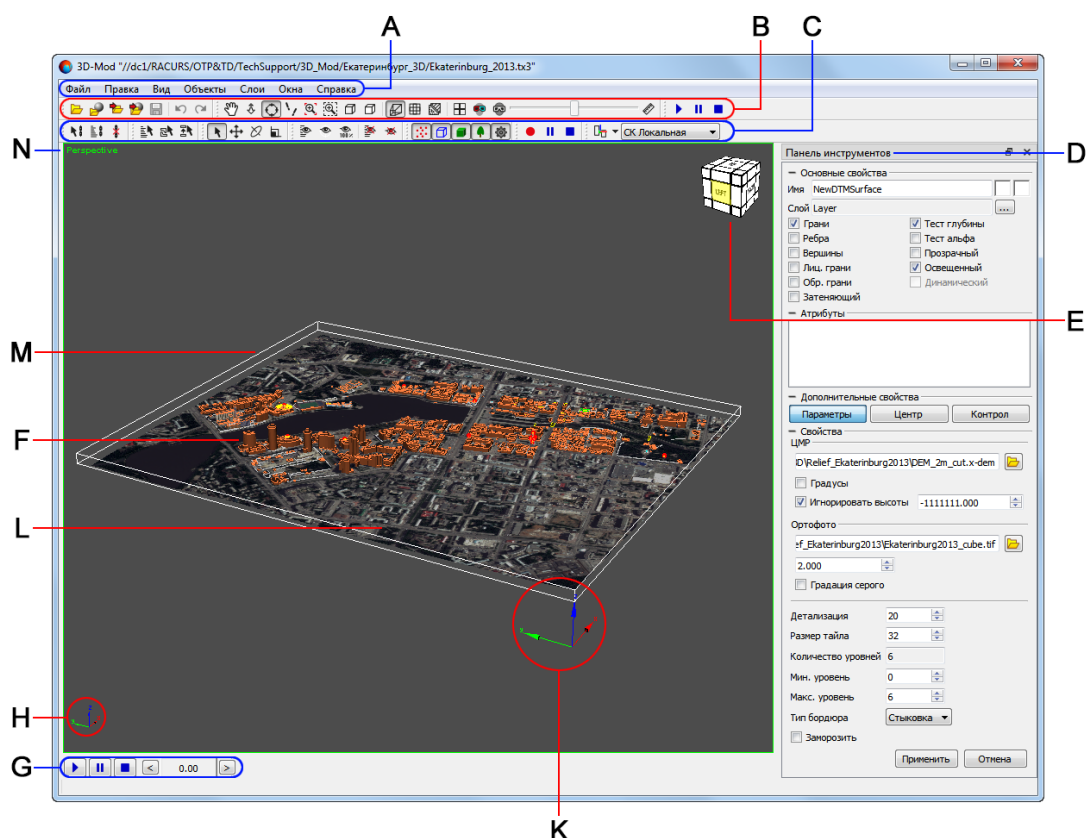 A
B
C
3D-Mod "//dc1/RACURS/OTP&TD/TechSupport/3D_Mod/Екатеринбург_3D/Ekaterinburg_2013.tx3"
Файл Правка Вид Объекты Слои Окна Справка
СК Локальная
N
Perspective
LEFT
Панель инструментов
D
Основные свойства
Имя NewDTMSurface
Слой Layer ...
Грани Тест глубины
Ребра Тест альфа
Вершины Прозрачный
Лиц. грани Освещенный
Обр. грани Динамический
Затеняющий
E
Атрибуты
M
Дополнительные свойства
Параметры Центр Контрол
Свойства
ЦМР
F
D\Relief_Ekaterinburg2013\DEM_2m_cut.x-dem
Градусы
Игнорировать высоты -1111111.000
L
Ортофото
ef_Ekaterinburg2013\Ekaterinburg2013_cube.tif
2.000
Градация серого
Детализация 20
Размер тайла 32
Количество уровней 6
Мин. уровень 0
Макс. уровень 6
H
Тип бордюра Стыковка
Заморозить
Применить Отмена
G
< 0.00 >
K